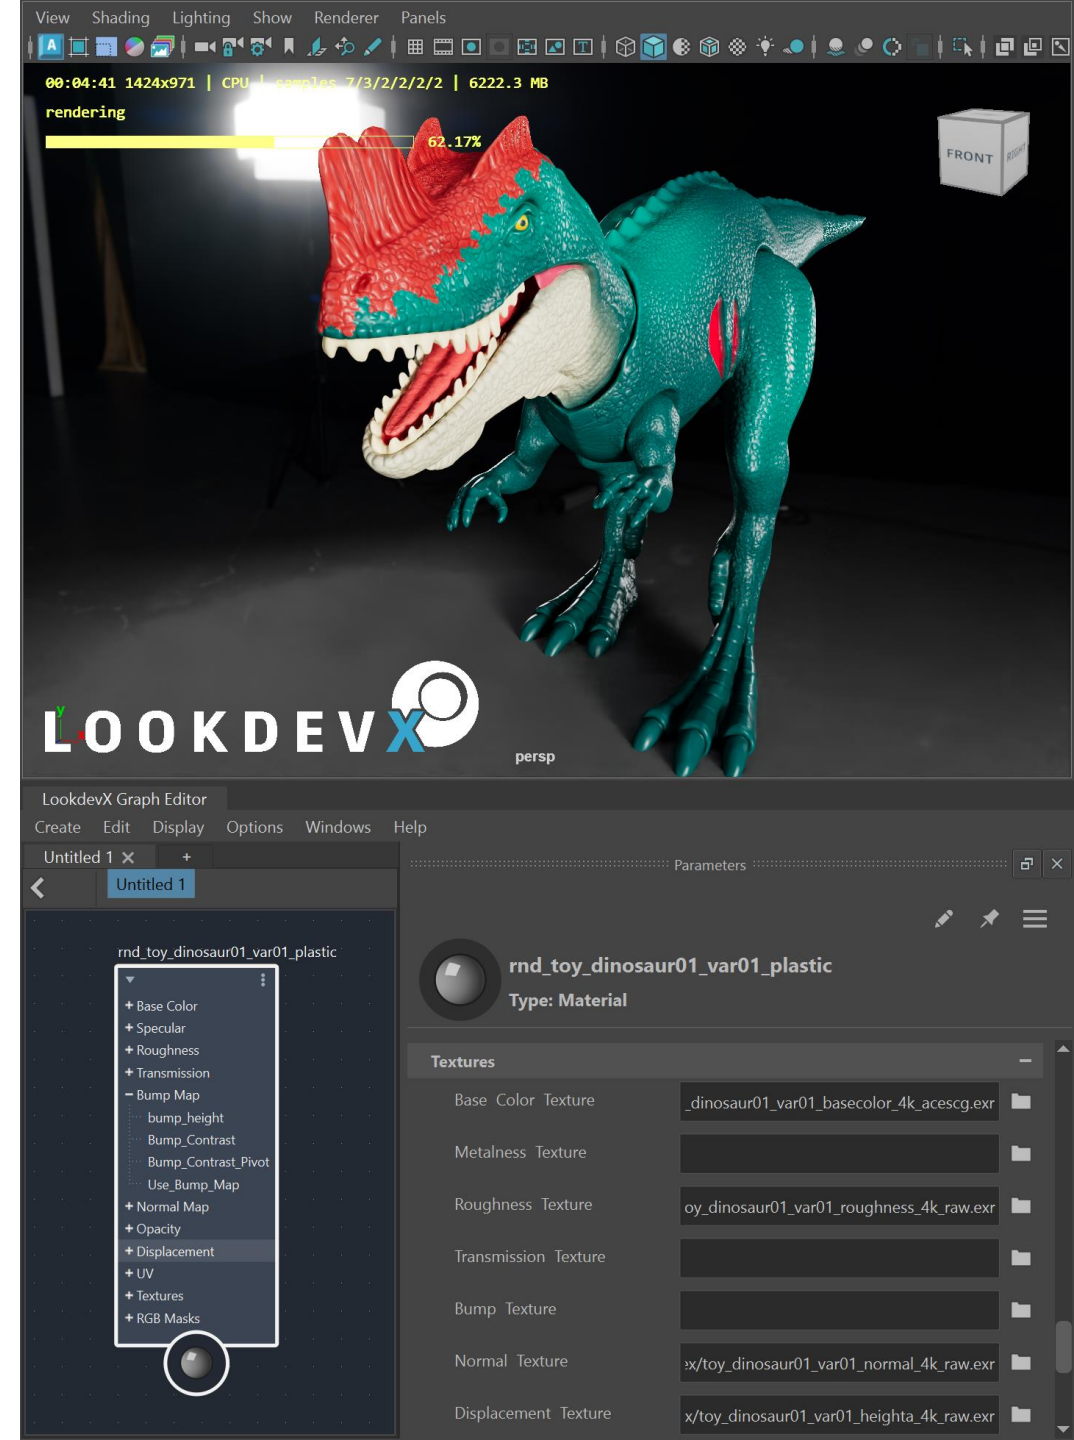 View Shading Lighting Show Renderer Panels
00:04:41 1424x971 | CPU | samples 7/3/2/2/2/2 | 6222.3 MB
rendering
62.17%
FRONT RIGHT
LOOKDEVX
y
x
persp
LookdevX Graph Editor
Create Edit Display Options Windows Help
Untitled 1
+
Parameters
Untitled 1
rnd_toy_dinosaur01_var01_plastic
+ Base Color
+ Specular
+ Roughness
+ Transmission
− Bump Map
bump_height
Bump_Contrast
Bump_Contrast_Pivot
Use_Bump_Map
+ Normal Map
+ Opacity
+ Displacement
+ UV
+ Textures
+ RGB Masks
rnd_toy_dinosaur01_var01_plastic
Type: Material
Textures
Base Color Texture _dinosaur01_var01_basecolor_4k_acescg.exr
Metalness Texture
Roughness Texture oy_dinosaur01_var01_roughness_4k_raw.exr
Transmission Texture
Bump Texture
Normal Texture ex/toy_dinosaur01_var01_normal_4k_raw.exr
Displacement Texture x/toy_dinosaur01_var01_heighta_4k_raw.exr